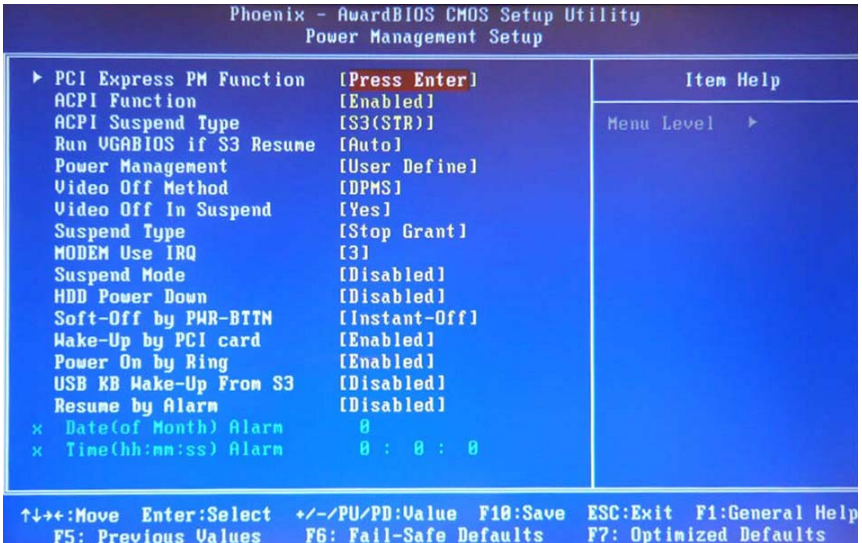 Phoenix - AwardBIOS CMOS Setup Utility
Power Management Setup
▶ PCI Express PM Function [Press Enter]
ACPI Function [Enabled]
ACPI Suspend Type [S3(STR)]
Run VGABIOS if S3 Resume [Auto]
Power Management [User Define]
Video Off Method [DPMS]
Video Off In Suspend [Yes]
Suspend Type [Stop Grant]
MODEM Use IRQ [3]
Suspend Mode [Disabled]
HDD Power Down [Disabled]
Soft-Off by PWR-BTTN [Instant-Off]
Wake-Up by PCI card [Enabled]
Power On by Ring [Enabled]
USB KB Wake-Up From S3 [Disabled]
Resume by Alarm [Disabled]
x Date(of Month) Alarm 0
x Time(hh:mm:ss) Alarm 0 : 0 : 0
Item Help
Menu Level ▶
↑↓→←:Move Enter:Select +/-/PU/PD:Value F10:Save ESC:Exit F1:General Help
F5: Previous Values F6: Fail-Safe Defaults F7: Optimized Defaults